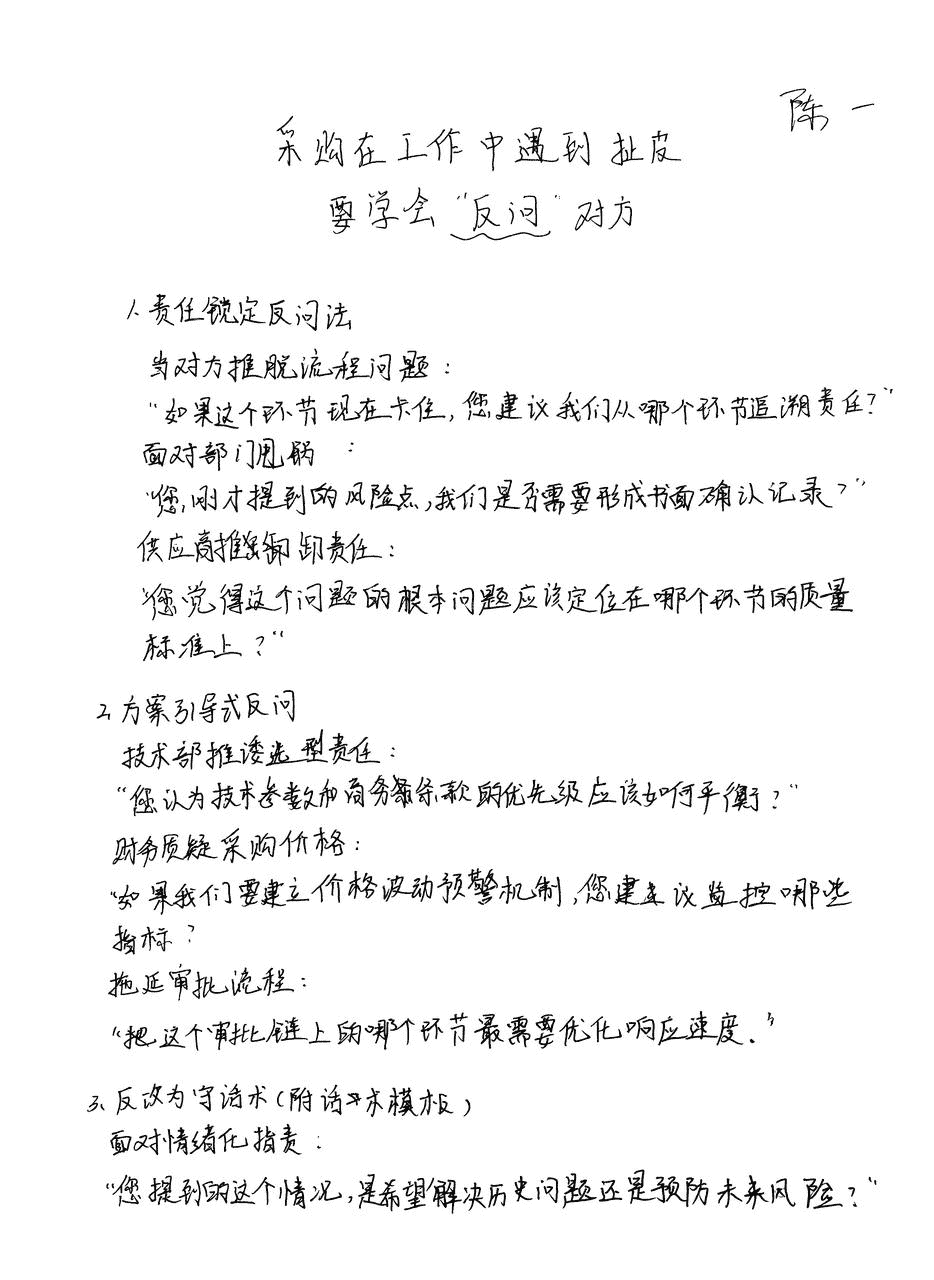 陈一
采购在工作中遇到扯皮
要学会“反问”对方
1、责任锁定反问法
当对方推脱流程问题：
“如果这个环节现在卡住，您建议我们从哪个环节追溯责任？”
面对部门甩锅：
“您刚才提到的风险点，我们是否需要形成书面确认记录？”
供应商推卸责任：
“您觉得这个问题的根本问题应该定位在哪个环节的质量
标准上？“
2、方案引导式反问
技术部推诿选型责任：
“您认为技术参数和商务条款的优先级应该如何平衡？”
财务质疑采购价格：
“如果我们要建立价格波动预警机制，您建议监控哪些
指标？
拖延审批流程：
“把这个审批链上的哪个环节最需要优化响应速度.”
3、反攻为守话术（附话术模板）
面对情绪化指责：
“您提到的这个情况，是希望解决历史问题还是预防未来风险？“